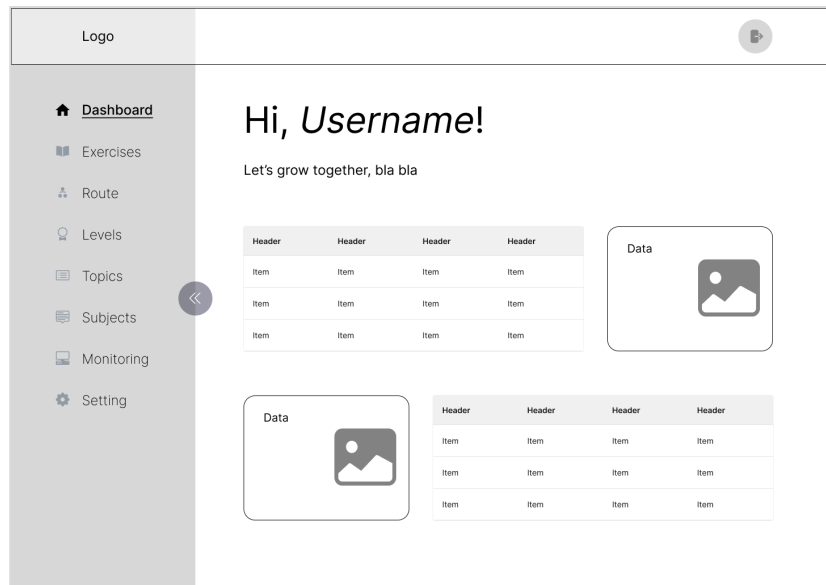 Logo
Dashboard
Exercises
Route
Levels
Topics
Subjects
Monitoring
Setting
Hi, Username!
Let's grow together, bla bla
Header Header Header Header
Item Item Item Item
Item Item Item Item
Item Item Item Item
Data
Data
Header Header Header Header
Item Item Item Item
Item Item Item Item
Item Item Item Item